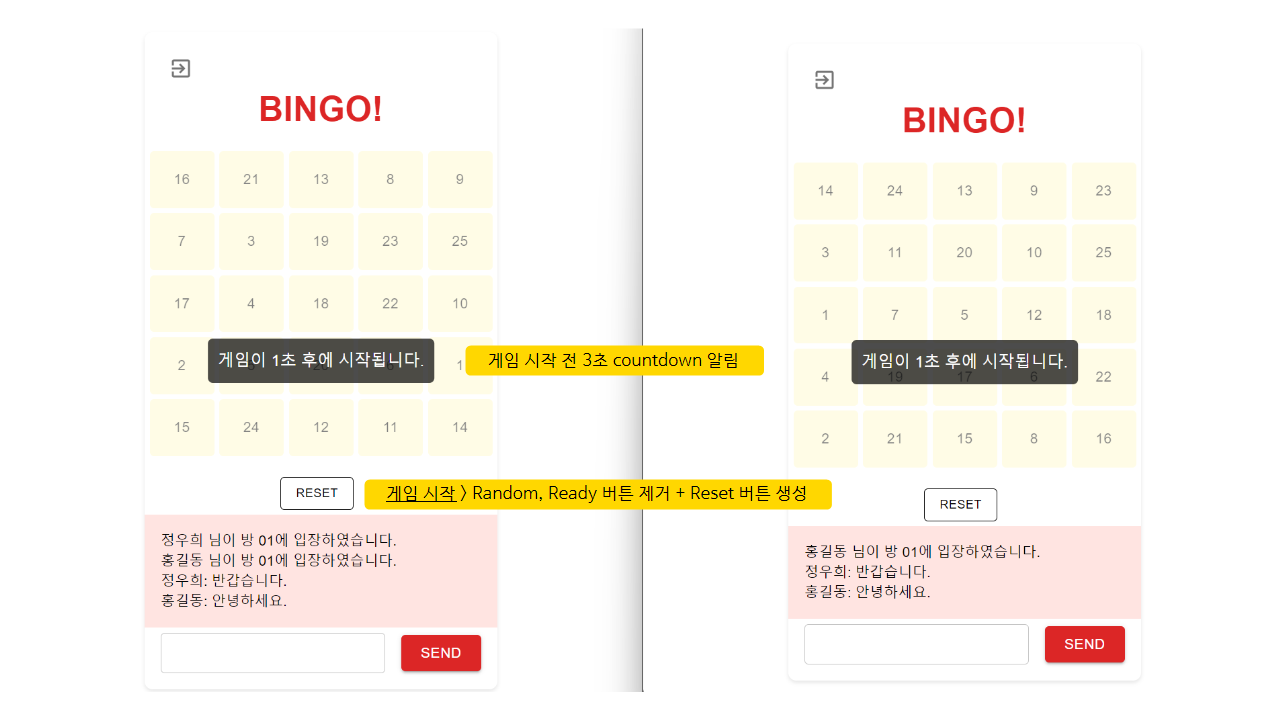 BINGO!
16 21 13 8 9
7 3 19 23 25
17 4 18 22 10
2
게임이 1초 후에 시작됩니다.
15 24 12 11 14
RESET
정우희 님이 방 01에 입장하였습니다.
홍길동 님이 방 01에 입장하였습니다.
정우희: 반갑습니다.
홍길동: 안녕하세요.
SEND
게임 시작 전 3초 countdown 알림
게임 시작 > Random, Ready 버튼 제거 + Reset 버튼 생성
BINGO!
14 24 13 9 23
3 11 20 10 25
1 7 5 12 18
4 19 17 6 22
게임이 1초 후에 시작됩니다.
2 21 15 8 16
RESET
홍길동 님이 방 01에 입장하였습니다.
정우희: 반갑습니다.
홍길동: 안녕하세요.
SEND